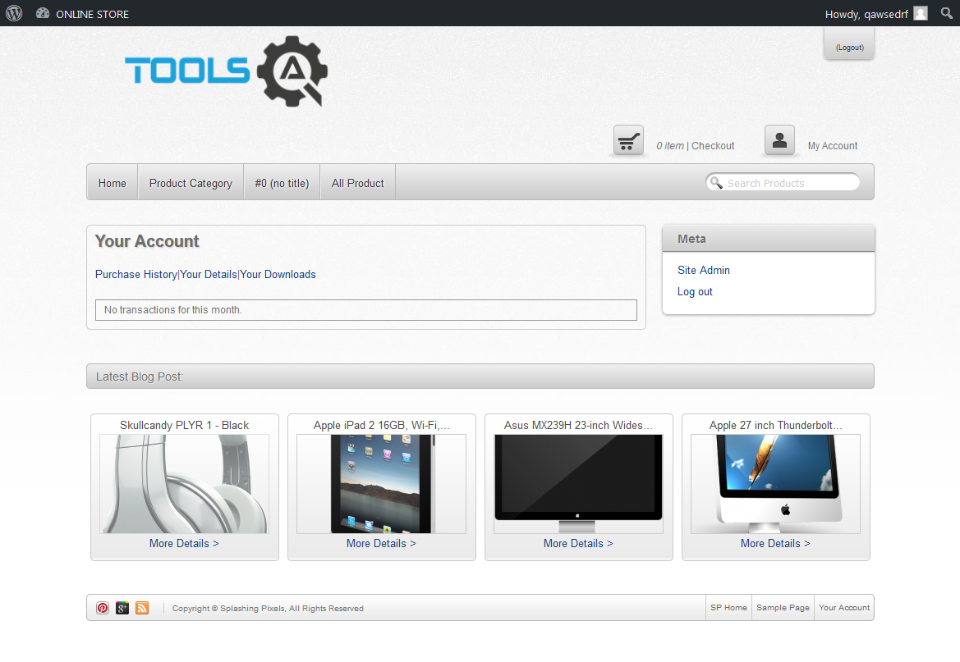 ONLINE STORE
Howdy, qawsedrf
(Logout)
TOOLS QA
0 item | Checkout
My Account
Home
Product Category
#0 (no title)
All Product
Search Products
Your Account
Purchase History|Your Details|Your Downloads
No transactions for this month.
Meta
Site Admin
Log out
Latest Blog Post:
Skullcandy PLYR 1 - Black
Apple iPad 2 16GB, Wi-Fi,...
Asus MX239H 23-inch Wides...
Apple 27 inch Thunderbolt...
More Details >
More Details >
More Details >
More Details >
Copyright © Splashing Pixels, All Rights Reserved
SP Home
Sample Page
Your Account